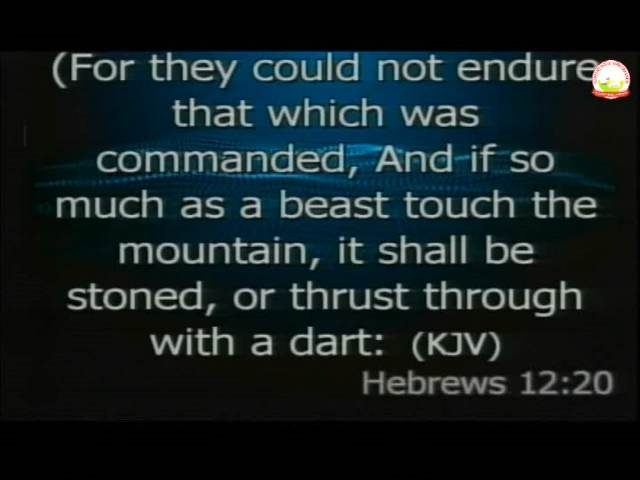 (For they could not endure
that which was
commanded, And if so
much as a beast touch the
mountain, it shall be
stoned, or thrust through
with a dart: (KJV)
Hebrews 12:20